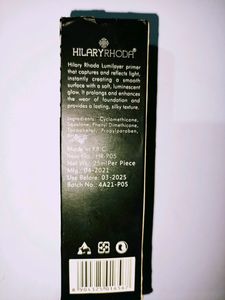 HILARYRHODA
Hilary Rhoda Lumilayer primer
that captures and reflects light,
instantly creating a smooth
surface with a soft, luminescent
glow. It prolongs and enhances
the wear of foundation and
provides a lasting, silky texture.
Ingredients: Cyclomethicone,
Squalane, Phenyl Dimethicone,
Tocopherol, Propylparaben,
Made in P.R.C
Item No.: HR-P05
Net Wt.: 25ml Per Piece
Mfg.: 04-2021
Use Before: 03-2025
Batch No.: 4A21-P05